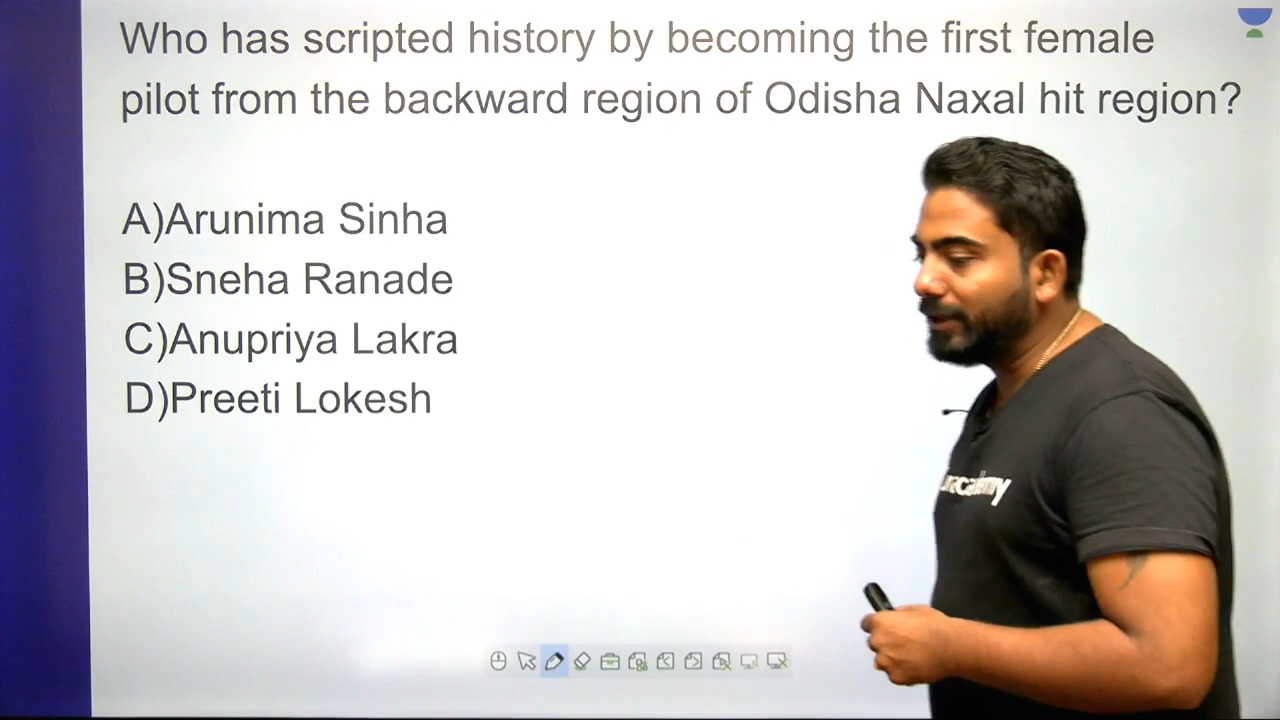 Who has scripted history by becoming the first female
pilot from the backward region of Odisha Naxal hit region?
A)Arunima Sinha
B)Sneha Ranade
C)Anupriya Lakra
D)Preeti Lokesh
unacademy